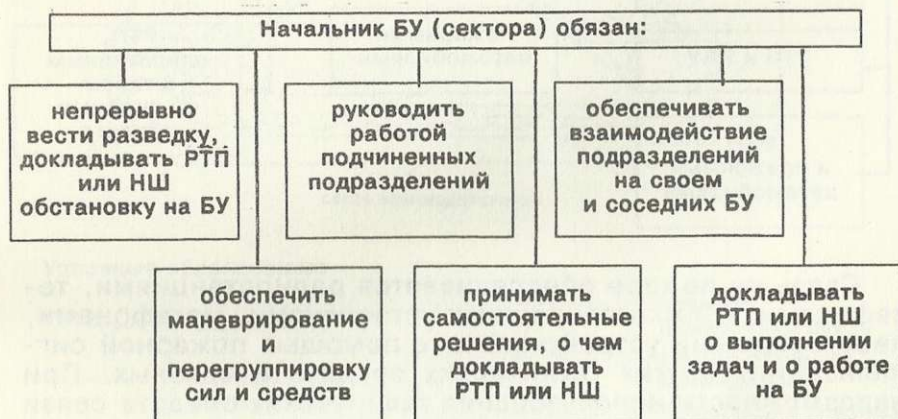 Начальник БУ (сектора) обязан:
непрерывно
вести разведку,
докладывать РТП
или НШ
обстановку на БУ
руководить
работой
подчиненных
подразделений
обеспечивать
взаимодействие
подразделений
на своем
и соседних БУ
обеспечить
маневрирование
и
перегруппировку
сил и средств
принимать
самостоятельные
решения, о чем
докладывать
РТП или НШ
докладывать
РТП или НШ
о выполнении
задач и о работе
на БУ